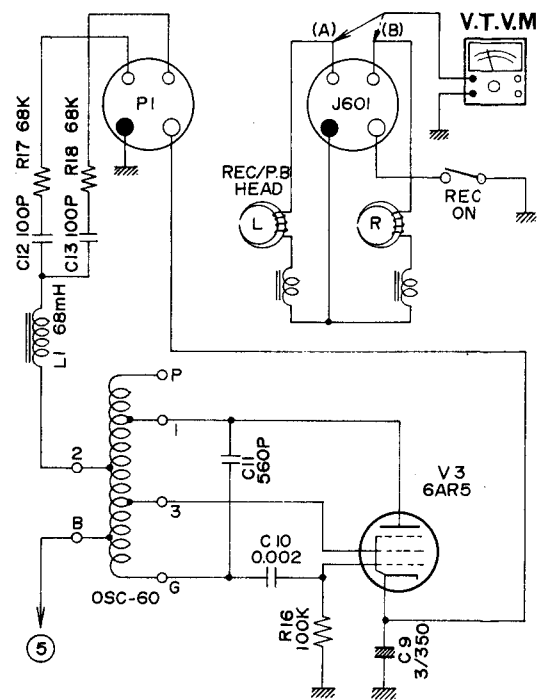 (A)
(B)
V.T.V.M
P1
J601
R17 68K
R18 68K
REC/P.B
HEAD
L
R
REC
ON
C12 100P
C13 100P
L1 68mH
P
1
2
3
B
G
C11
560P
V3
6AR5
C10
0.002
OSC-60
R16
100K
C9
3/350
5